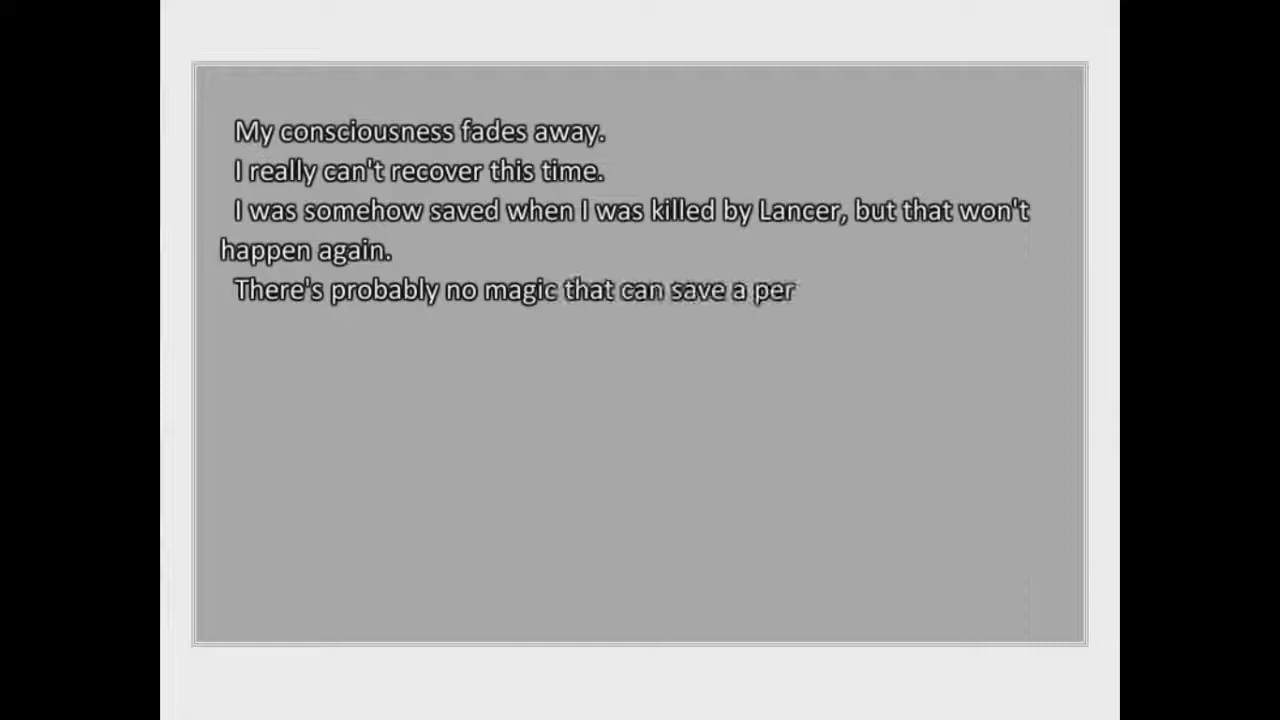 My consciousness fades away.
I really can't recover this time.
I was somehow saved when I was killed by Lancer, but that won't
happen again.
There's probably no magic that can save a per